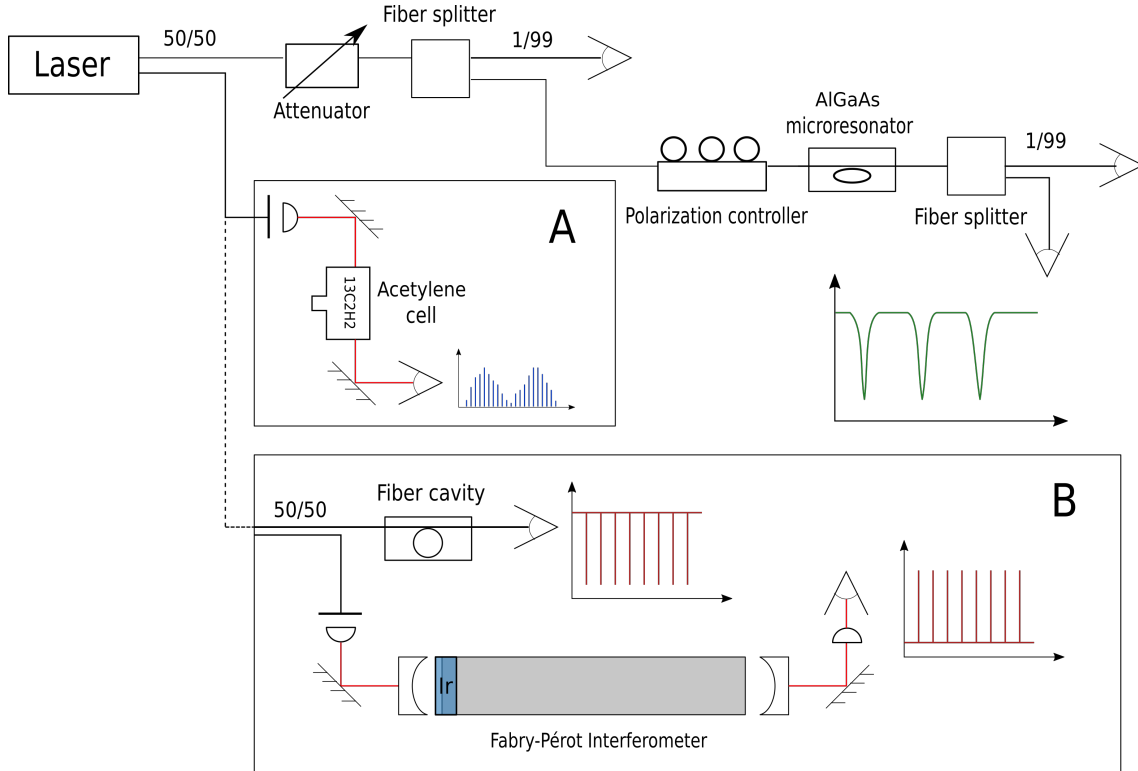 Fiber splitter
50/50
1/99
Laser
Attenuator
AlGaAs
microresonator
1/99
Polarization controller
Fiber splitter
A
13C2H2
Acetylene
cell
B
Fiber cavity
50/50
Ir
Fabry-Pérot Interferometer